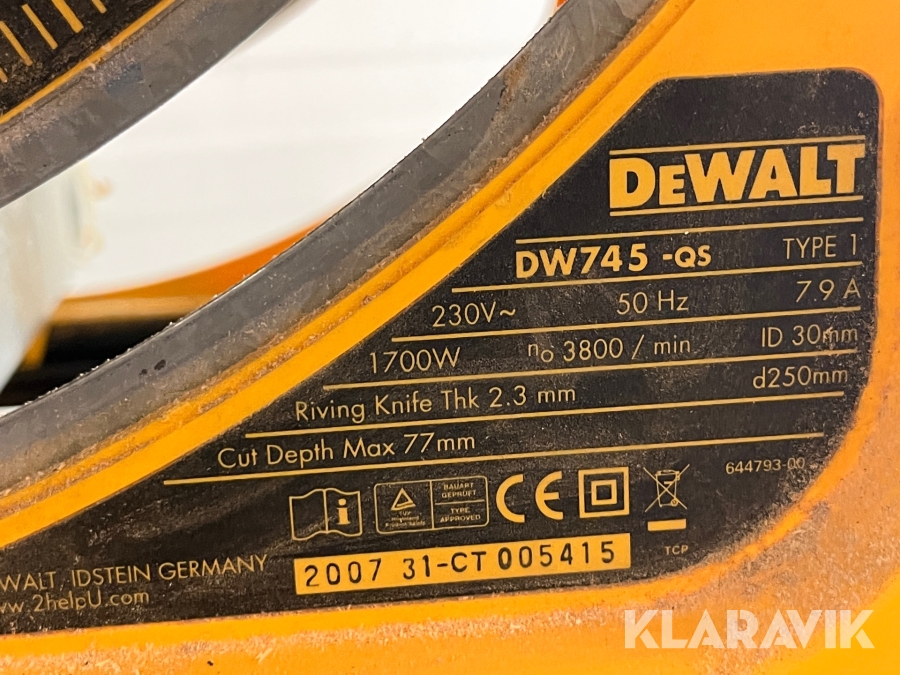 DEWALT
DW745 -QS TYPE 1
230V~ 50 Hz 7.9 A
1700W no 3800 / min ID 30mm
Riving Knife Thk 2.3 mm d250mm
Cut Depth Max 77mm
644793-00
i
BAUART GEPRÜFT
TYPE APPROVED
CE
TCP
WALT, IDSTEIN GERMANY
www.2helpU.com
2007 31-CT 005415
KLARAVIK